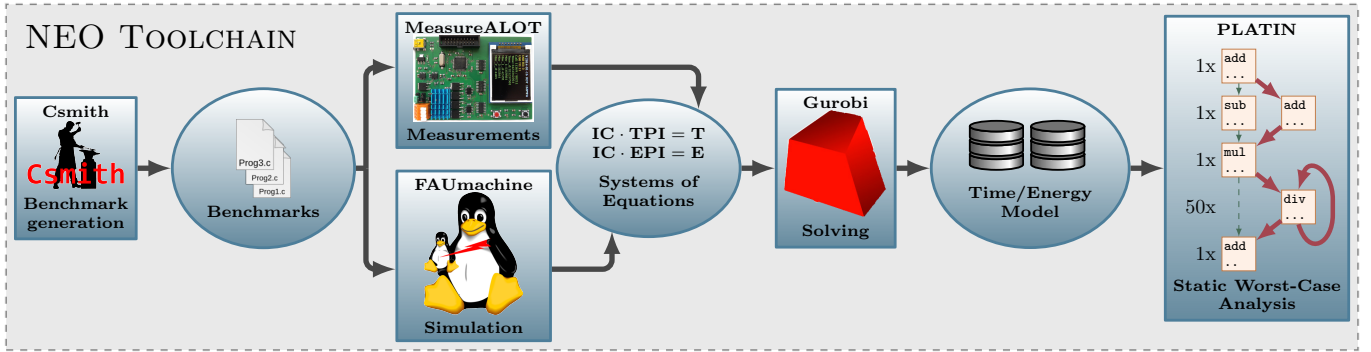 NEO TOOLCHAIN
Csmith
Csmith
Benchmark
generation
Prog3.c
Prog2.c
Prog1.c
Benchmarks
MeasureALOT
Measurements
FAUmachine
Simulation
IC · TPI = T
IC · EPI = E
Systems of
Equations
Gurobi
Solving
Time/Energy
Model
PLATIN
1x
add
...
1x
sub
...
add
...
1x
mul
...
50x
div
...
1x
add
..
Static Worst-Case
Analysis